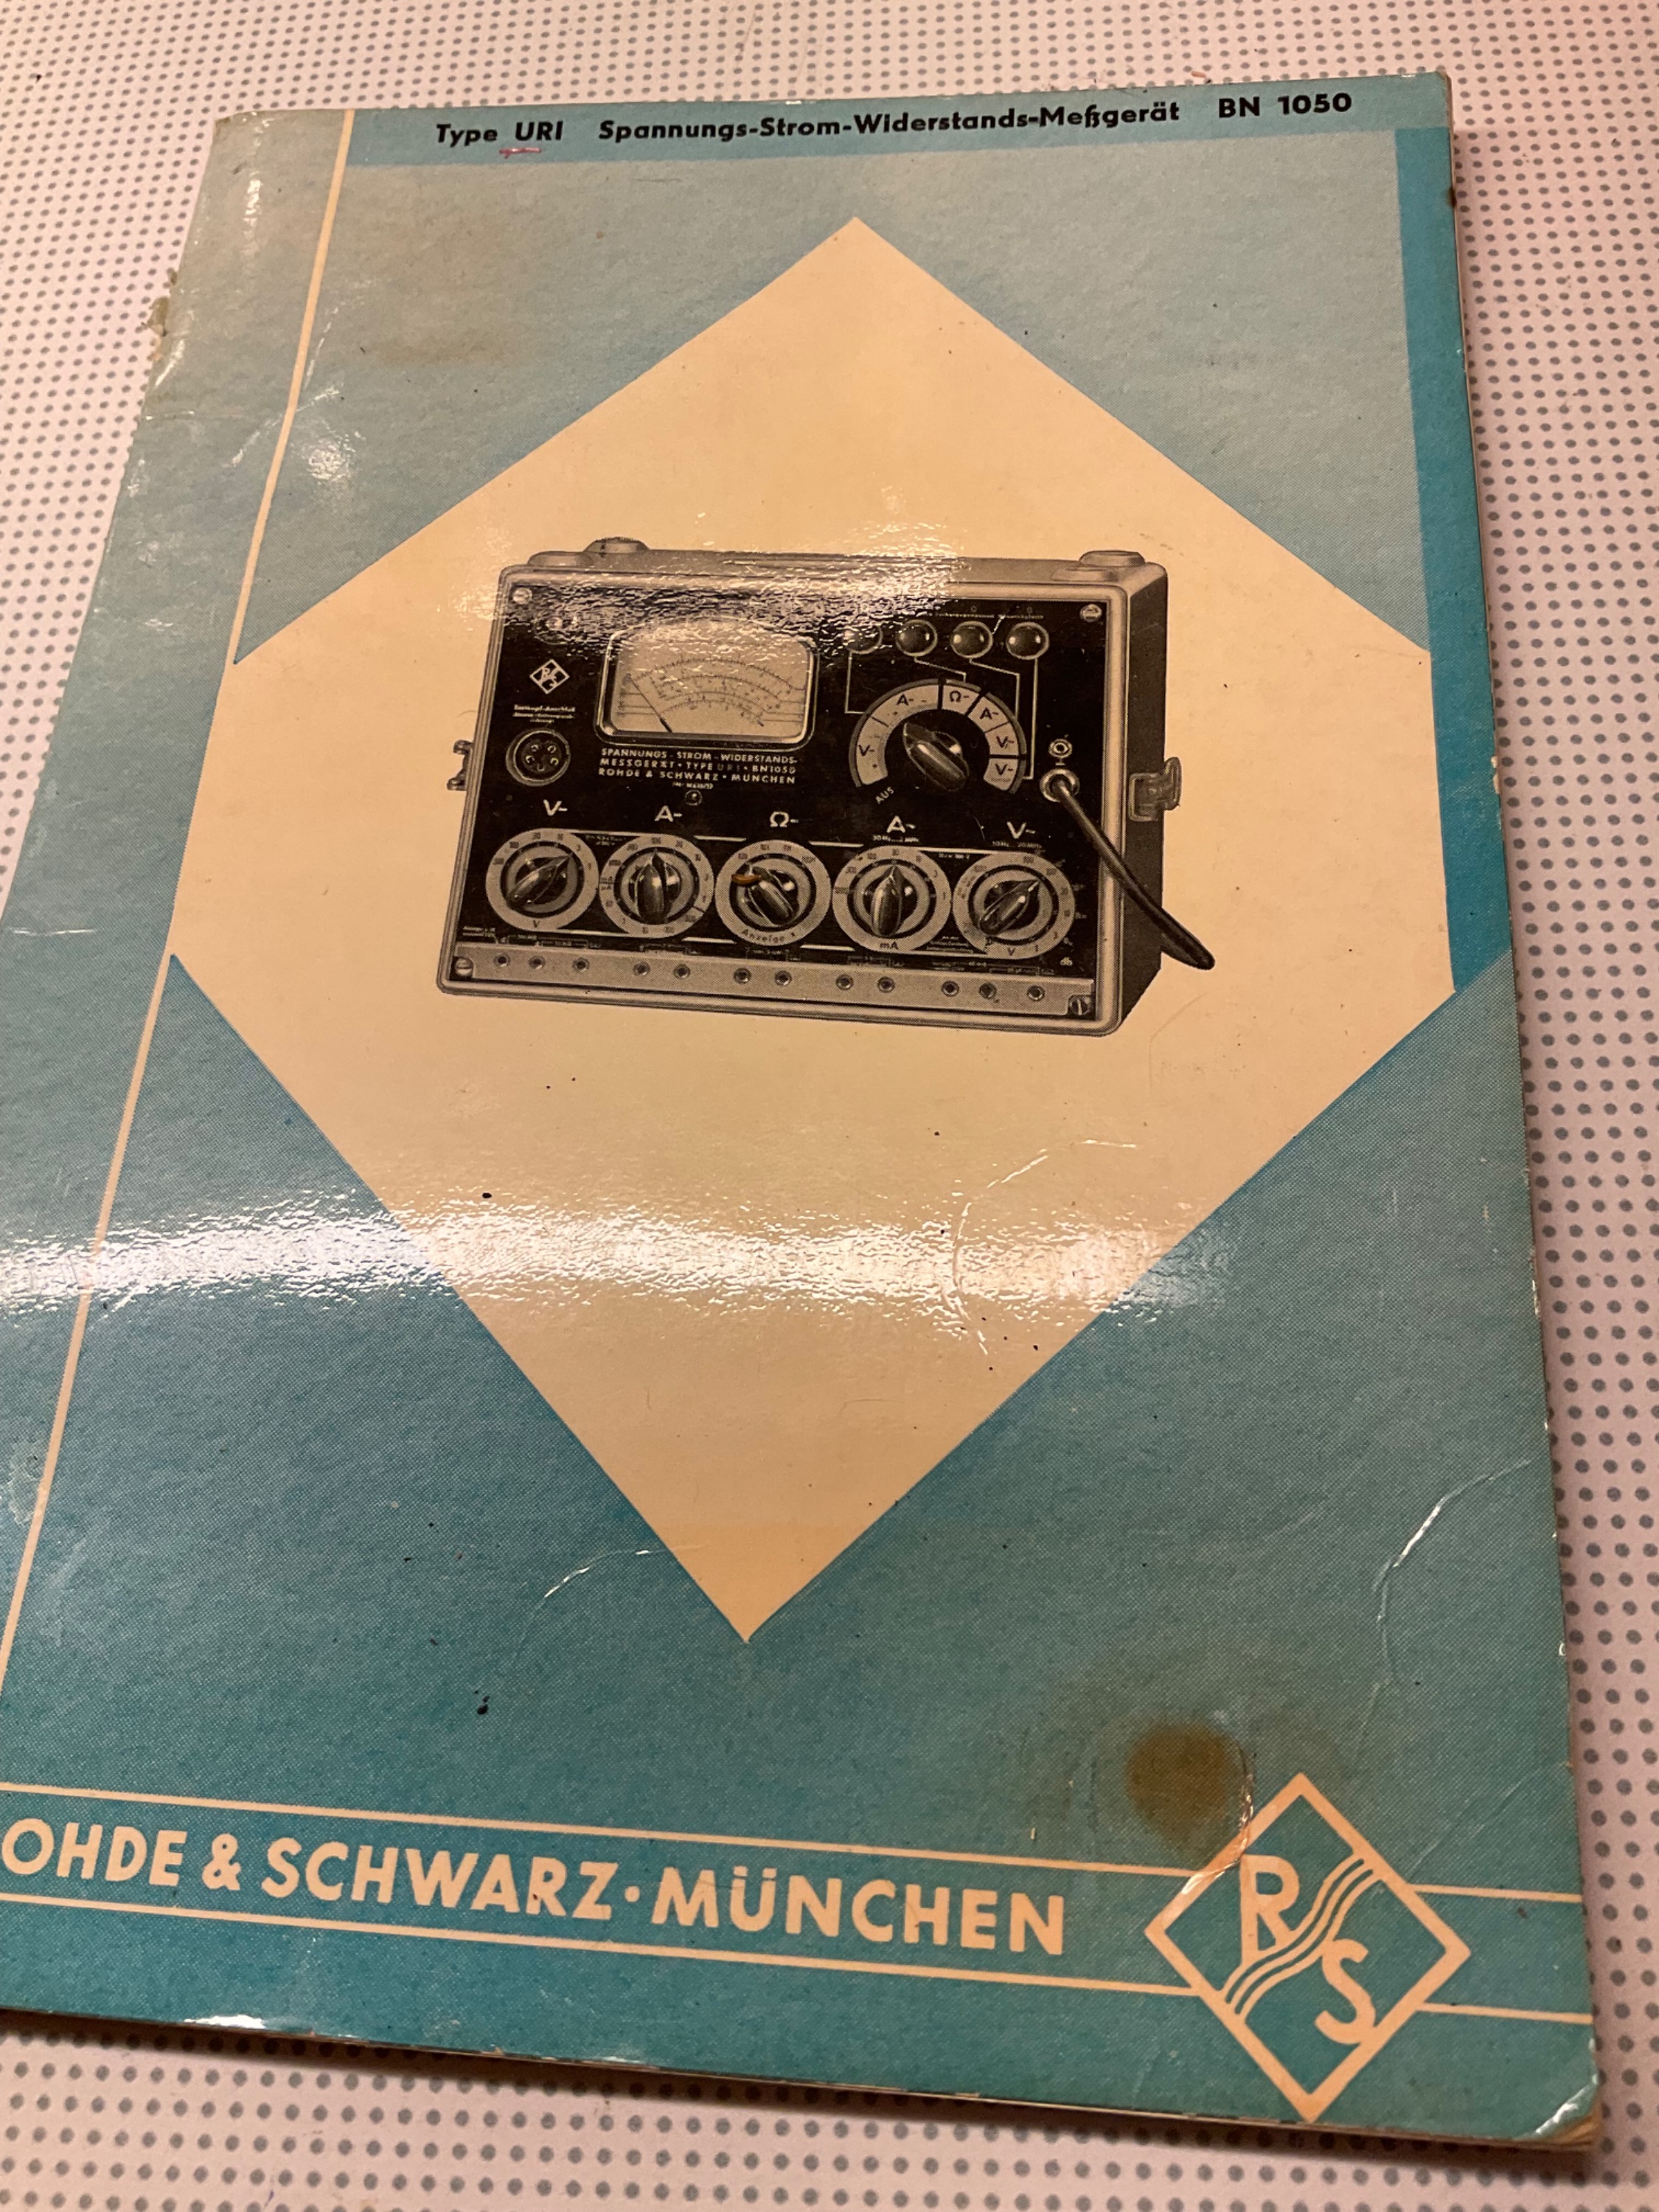 Type URI Spannungs-Strom-Widerstands-Meßgerät BN 1050
R
S
SPANNUNGS - STROM - WIDERSTANDS-
MESSGERÄT · TYPE URI · BN1050
ROHDE & SCHWARZ · MÜNCHEN
V- A- Ω- A~ V~ V-
AUS
V- A- Ω- A~ V~
V Anzeige x mA V
db
OHDE & SCHWARZ · MÜNCHEN
R
S